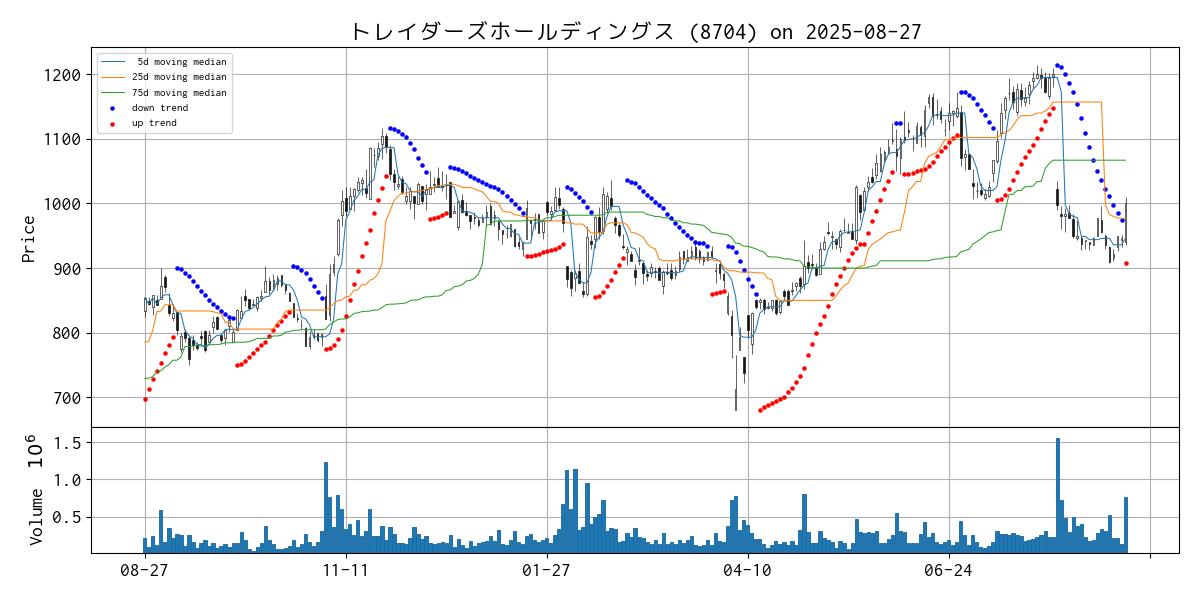 トレイダーズホールディングス (8704) on 2025-08-27
5d moving median
25d moving median
75d moving median
down trend
up trend
Price
1200
1100
1000
900
800
700
Volume 10^6
1.5
1.0
0.5
08-27 11-11 01-27 04-10 06-24